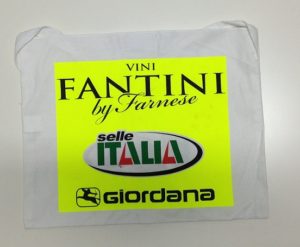 VINI
FANTINI
by Farnese
selle
ITALIA
GIORDANA